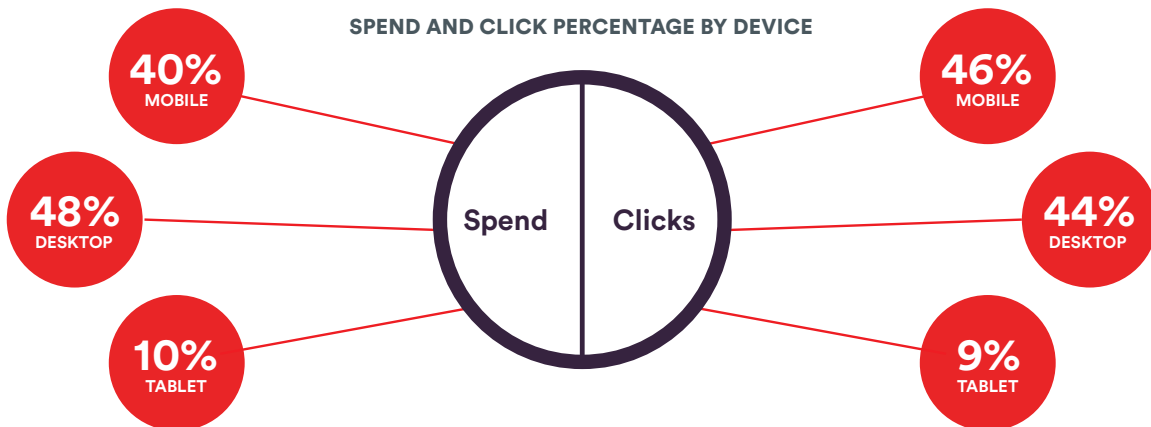 SPEND AND CLICK PERCENTAGE BY DEVICE
40%
MOBILE
48%
DESKTOP
10%
TABLET
Spend
Clicks
46%
MOBILE
44%
DESKTOP
9%
TABLET